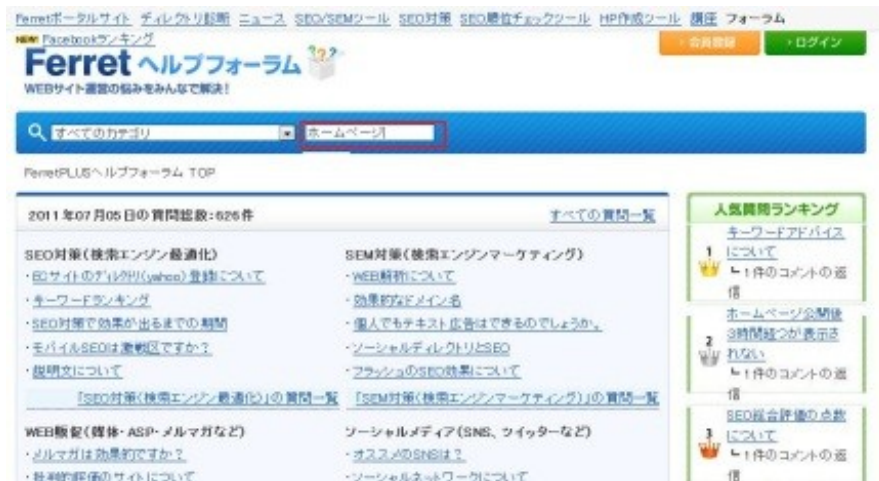 Ferretポータルサイト ディレクトリ診断 ニュース SEO/SEMツール SEO対策 SEO順位チェックツール HP作成ツール 講座 フォーラム
NEW! Facebookランキング
会員登録
ログイン
Ferret ヘルプフォーラム
WEBサイト運営の悩みをみんなで解決!
すべてのカテゴリ
ホームページ
FerretPLUSヘルプフォーラム TOP
2011年07月05日の質問総数:626件
すべての質問一覧
SEO対策(検索エンジン最適化)
・ECサイトのディレクトリ(yahoo)登録について
・キーワードランキング
・SEO対策で効果が出るまでの期間
・モバイルSEOは激戦区ですか?
・説明文について
「SEO対策(検索エンジン最適化)」の質問一覧
SEM対策(検索エンジンマーケティング)
・WEB解析について
・効果的なドメイン名
・個人でもテキスト広告はできるのでしょうか。
・ソーシャルディレクトリとSEO
・フラッシュのSEO効果について
「SEM対策(検索エンジンマーケティング)」の質問一覧
WEB販促(媒体・ASP・メルマガなど)
・メルマガは効果的ですか?
・批判的評価のサイトについて
ソーシャルメディア(SNS、ツイッターなど)
・オススメのSNSは?
・ソーシャルネットワークについて
人気質問ランキング
1
キーワードアドバイス
について
┗1件のコメントの返
信
2
ホームページ公開後
3時間経つが表示さ
れない
┗1件のコメントの返
信
3
SEO総合評価の点数
について
┗1件のコメントの返
信